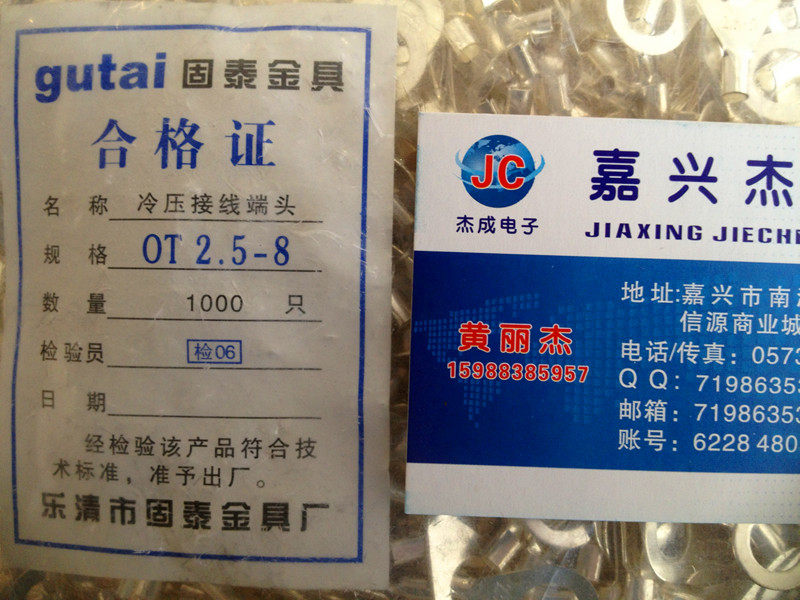 gutai 固泰金具
合格证
名 称 冷压接线端头
规 格 OT 2.5-8
数 量 1000 只
检验员 检06
日 期
经检验该产品符合技
术标准，准予出厂。
乐清市固泰金具厂
JC
杰成电子
嘉兴杰
JIAXING JIECHE
黄丽杰
15988385957
地址:嘉兴市南
信源商业城
电话/传真：0573
QQ：71986353
邮箱：71986353
账号：6228 480